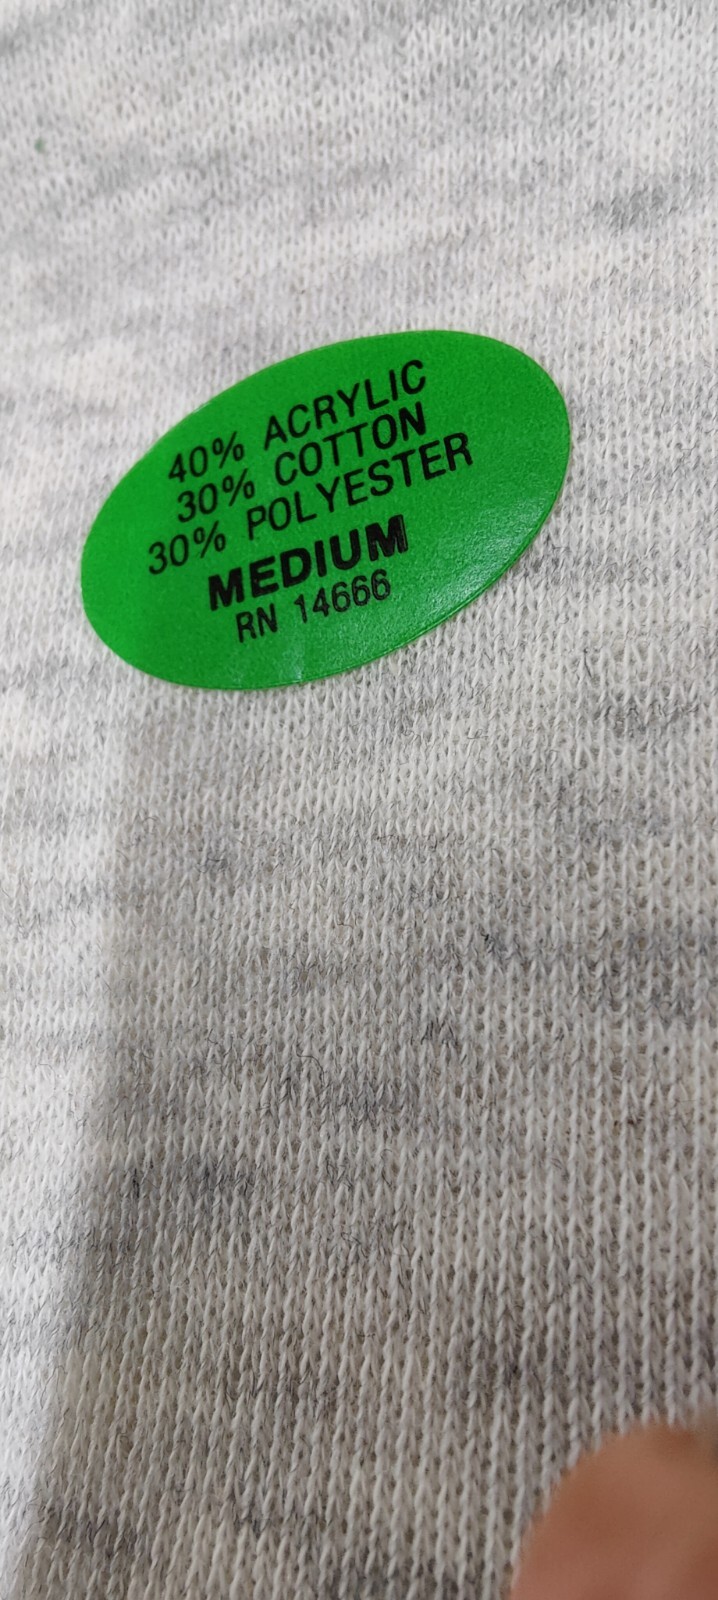 40% ACRYLIC
30% COTTON
30% POLYESTER
MEDIUM
RN 14666